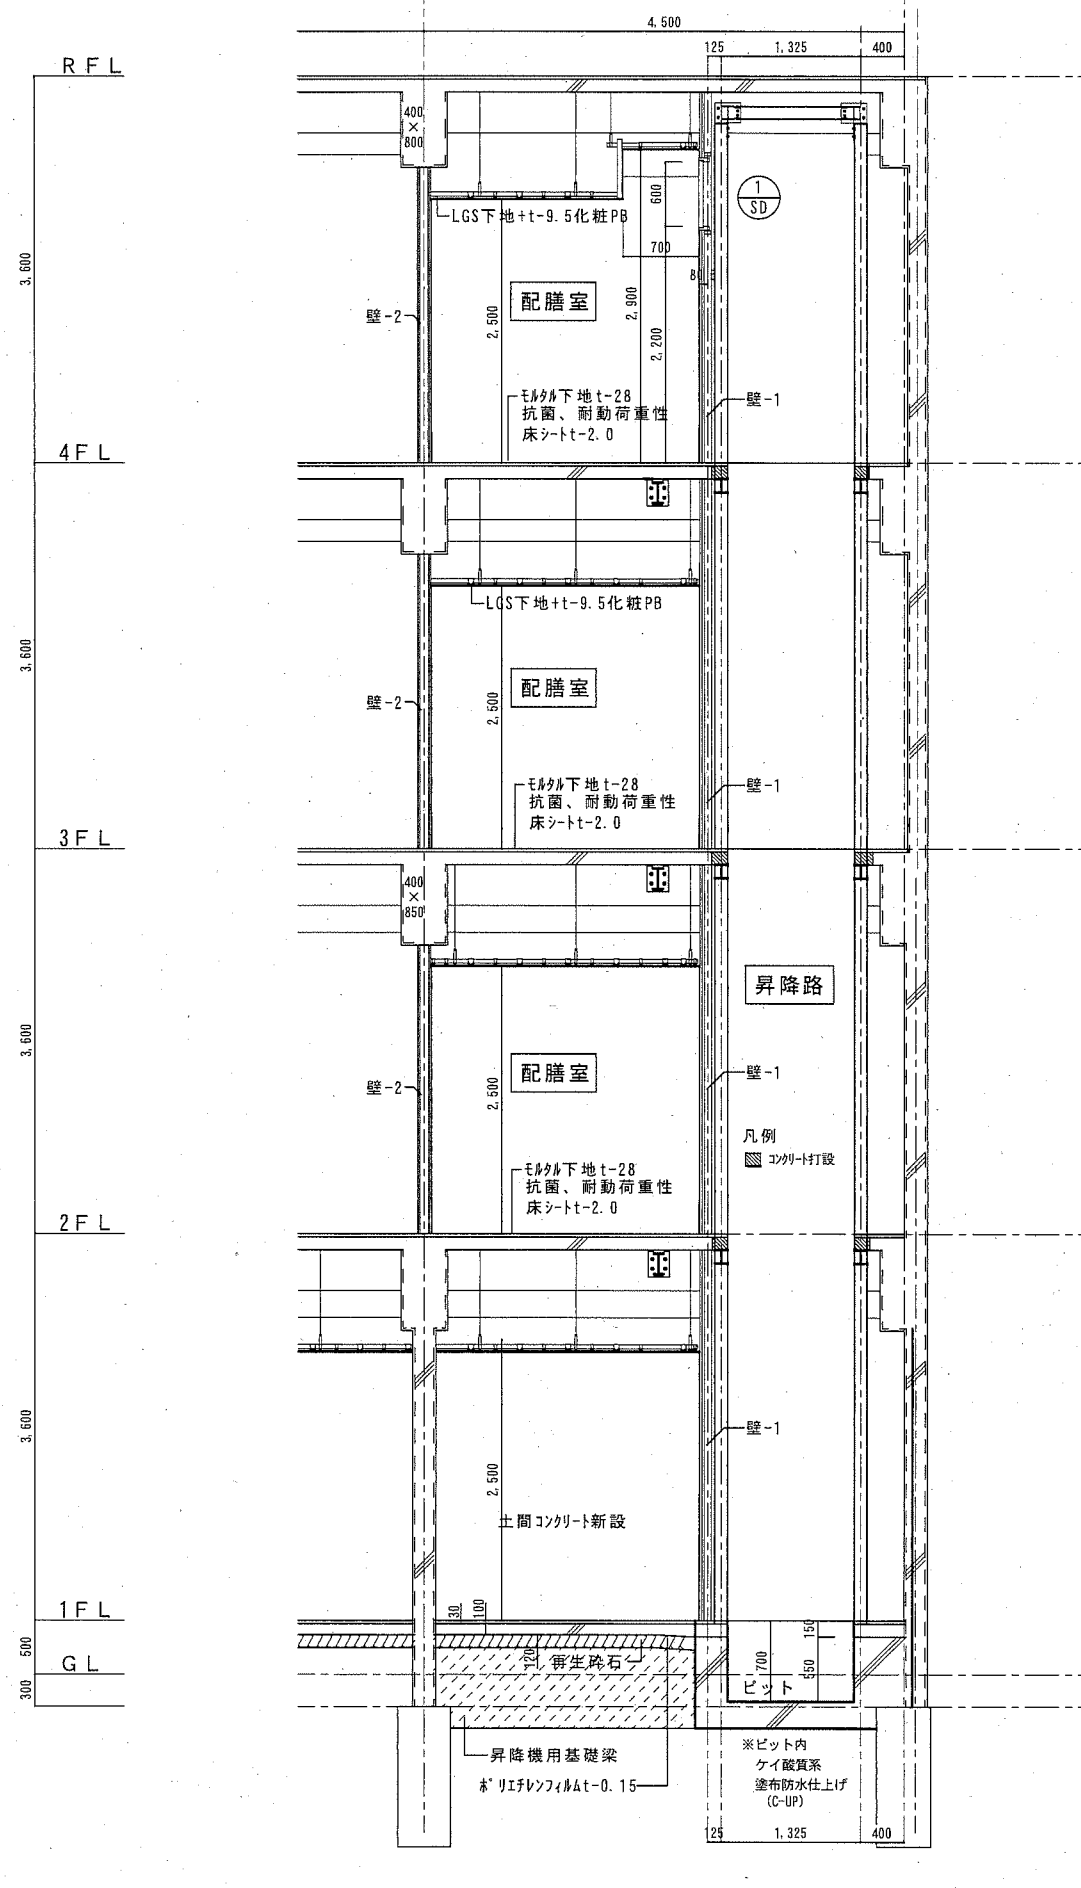 4,500
125
1,325
400
RFL
400
×
800
LGS下地+t-9.5化粧PB
600
1
SD
700
3,600
壁-2
2,500
配膳室
2,900
2,200
モルタル下地t-28
抗菌、耐動荷重性
床シートt-2.0
壁-1
4FL
LGS下地+t-9.5化粧PB
3,600
壁-2
2,500
配膳室
モルタル下地t-28
抗菌、耐動荷重性
床シートt-2.0
壁-1
3FL
400
×
850
昇降路
3,600
壁-2
2,500
配膳室
壁-1
凡例
コンクリート打設
モルタル下地t-28
抗菌、耐動荷重性
床シートt-2.0
2FL
3,600
壁-1
2,500
土間コンクリート新設
1FL
30
100
500
GL
300
120
再生砕石
700
150
550
ピット
昇降機用基礎梁
ポリエチレンフィルムt-0.15
※ピット内
ケイ酸質系
塗布防水仕上げ
(C-UP)
125
1,325
400